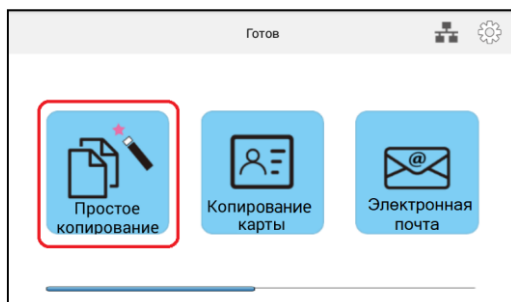 Готов
Простое
копирование
Копирование
карты
@
Электронная
почта